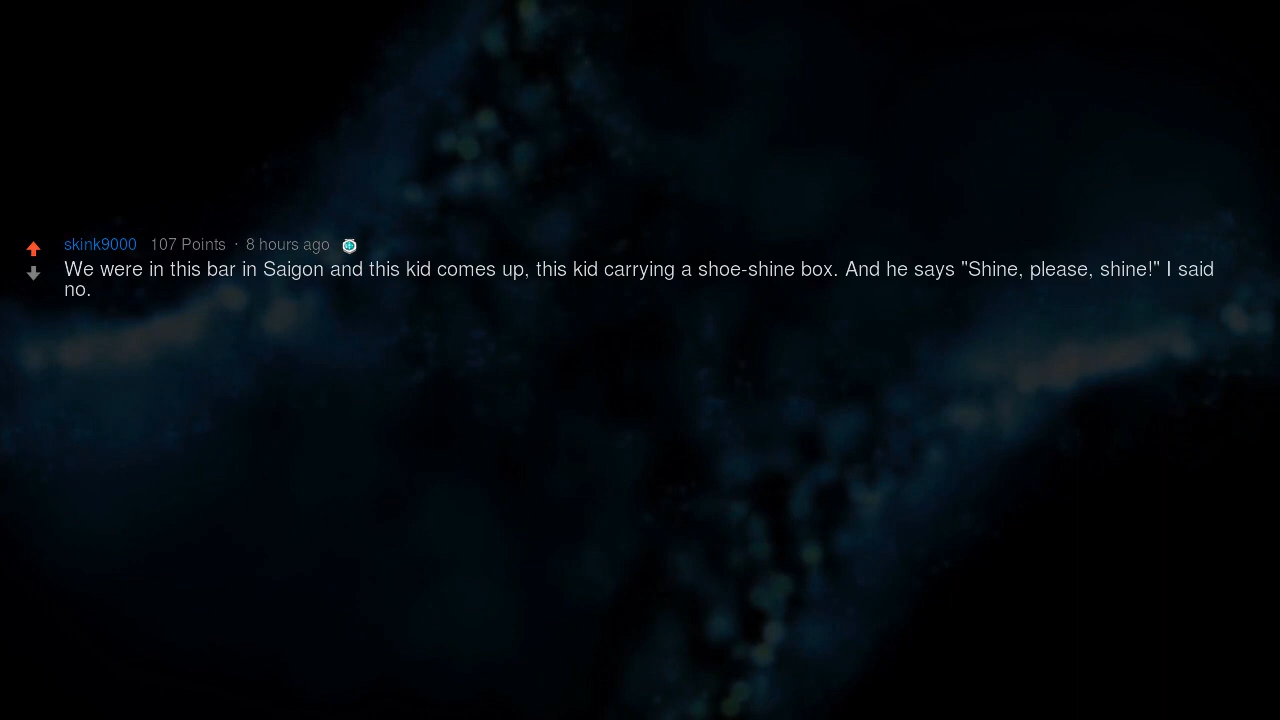 skink9000 107 Points · 8 hours ago
We were in this bar in Saigon and this kid comes up, this kid carrying a shoe-shine box. And he says "Shine, please, shine!" I said
no.